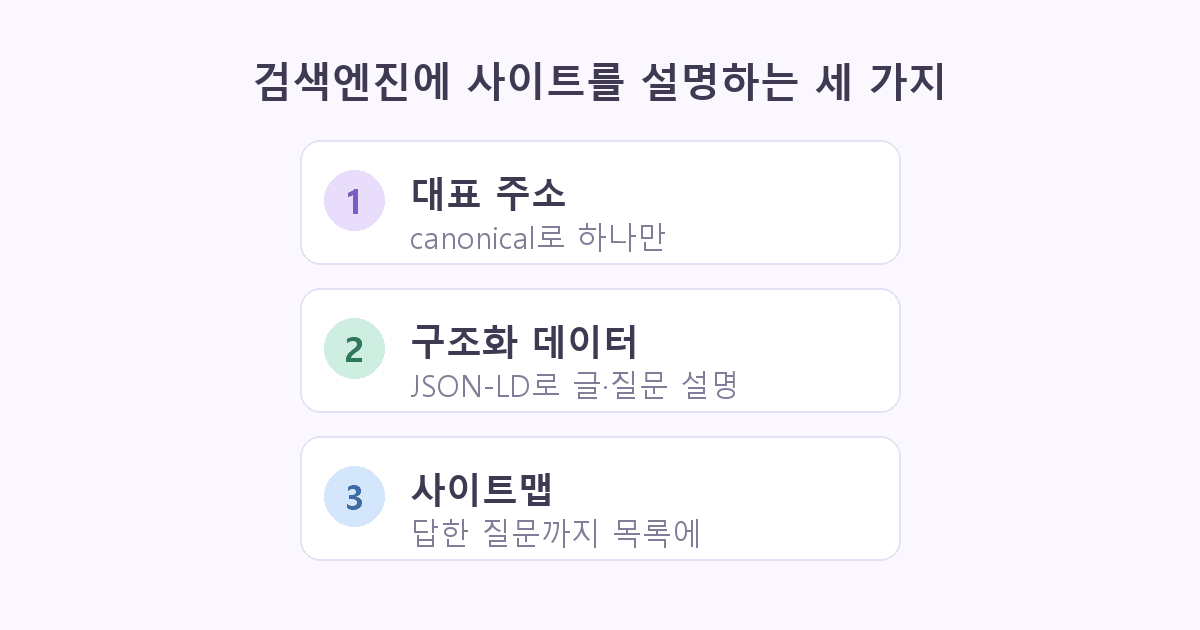 검색엔진에 사이트를 설명하는 세 가지
1
대표 주소
canonical로 하나만
2
구조화 데이터
JSON-LD로 글·질문 설명
3
사이트맵
답한 질문까지 목록에